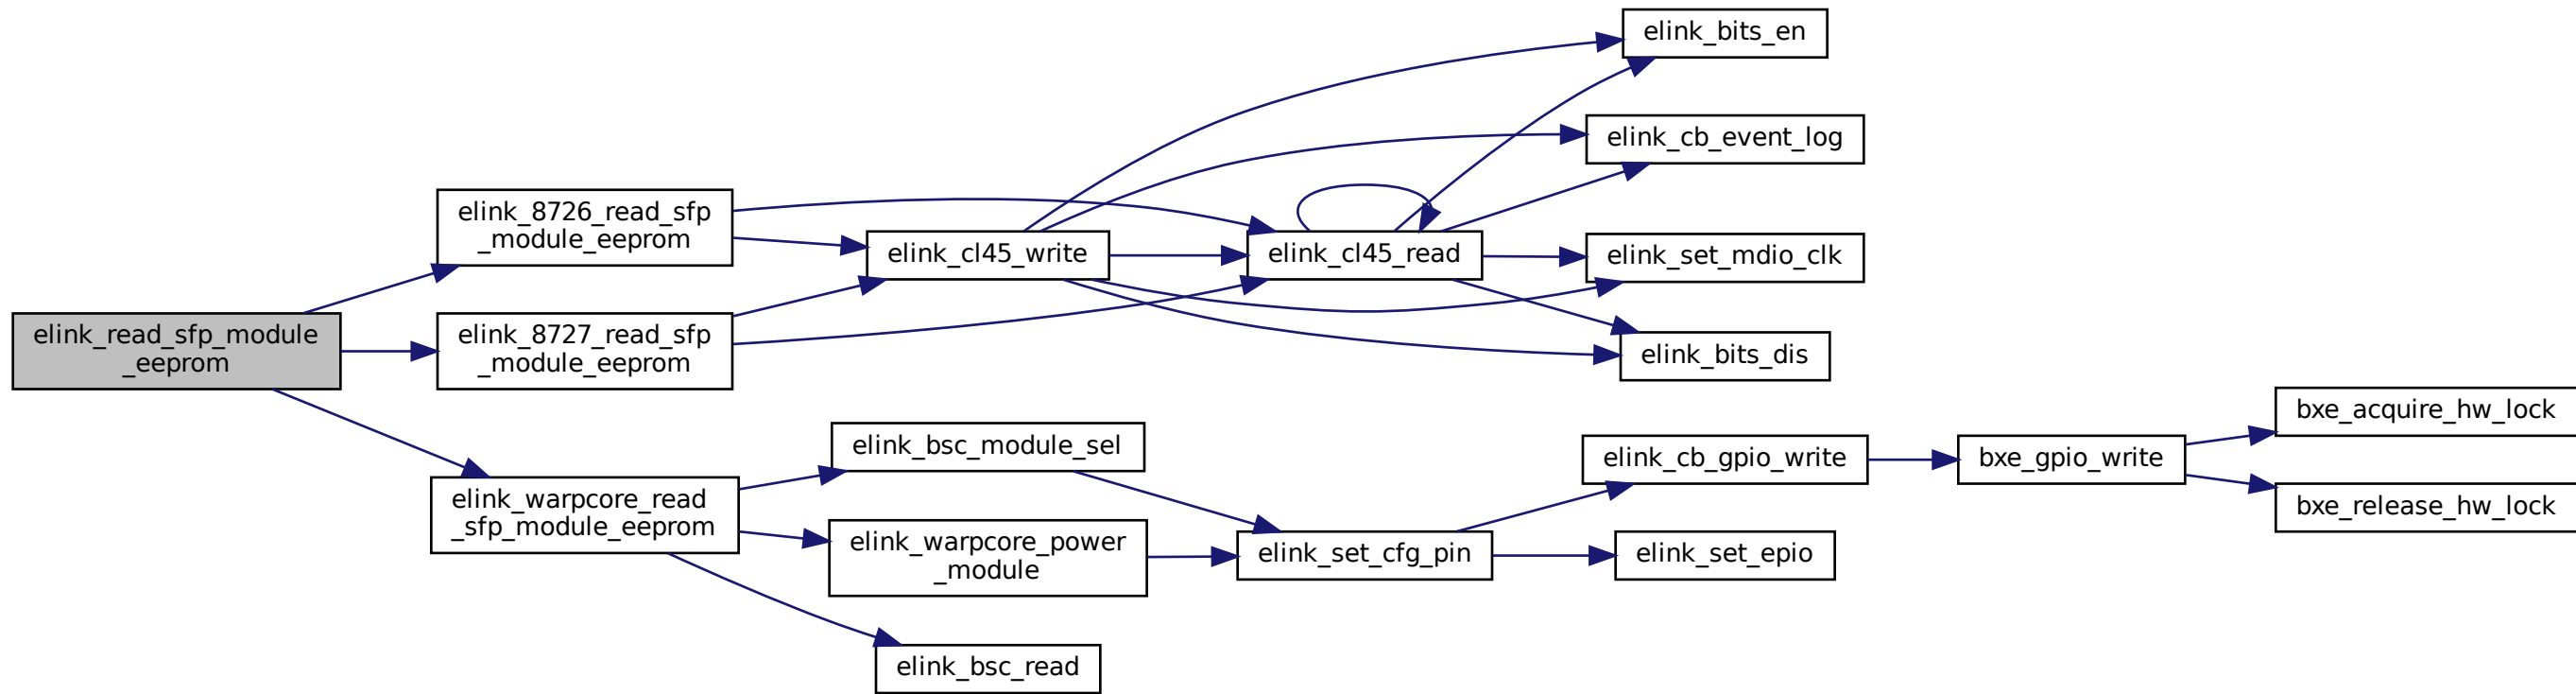 elink_read_sfp_module
_eeprom
elink_8726_read_sfp
_module_eeprom
elink_8727_read_sfp
_module_eeprom
elink_warpcore_read
_sfp_module_eeprom
elink_cl45_write
elink_bsc_module_sel
elink_warpcore_power
_module
elink_bsc_read
elink_cl45_read
elink_set_cfg_pin
elink_bits_en
elink_cb_event_log
elink_set_mdio_clk
elink_bits_dis
elink_cb_gpio_write
elink_set_epio
bxe_gpio_write
bxe_acquire_hw_lock
bxe_release_hw_lock